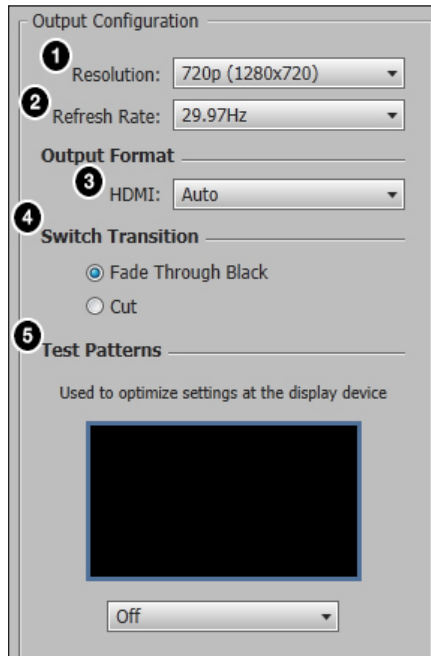 Output Configuration
1
Resolution: 720p (1280x720)
2
Refresh Rate: 29.97Hz
Output Format
3
HDMI: Auto
4
Switch Transition
Fade Through Black
Cut
5
Test Patterns
Used to optimize settings at the display device
Off